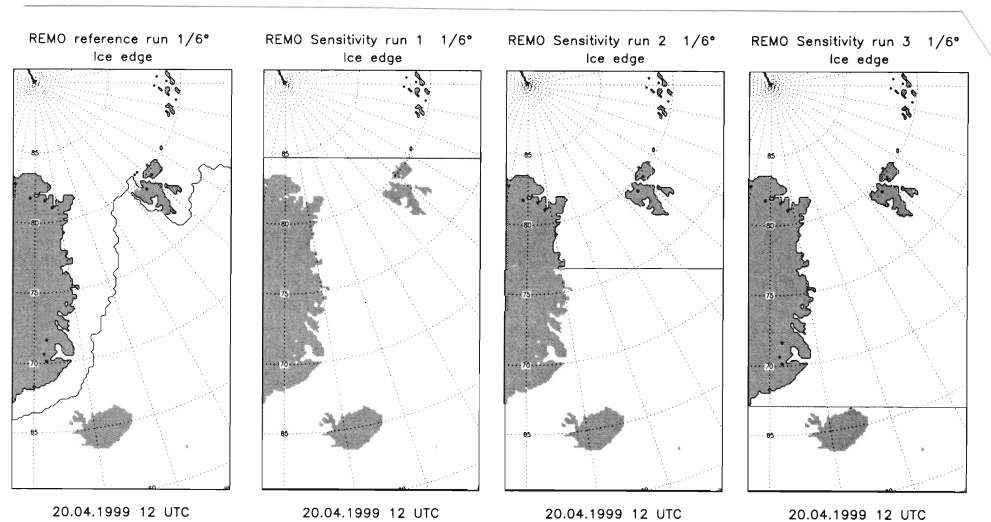 REMO reference run 1/6°
Ice edge
85
80
75
70
65
20.04.1999 12 UTC
REMO Sensitivity run 1 1/6°
Ice edge
85
80
75
70
65
20.04.1999 12 UTC
REMO Sensitivity run 2 1/6°
Ice edge
85
80
75
70
65
20.04.1999 12 UTC
REMO Sensitivity run 3 1/6°
Ice edge
85
80
75
70
65
20.04.1999 12 UTC